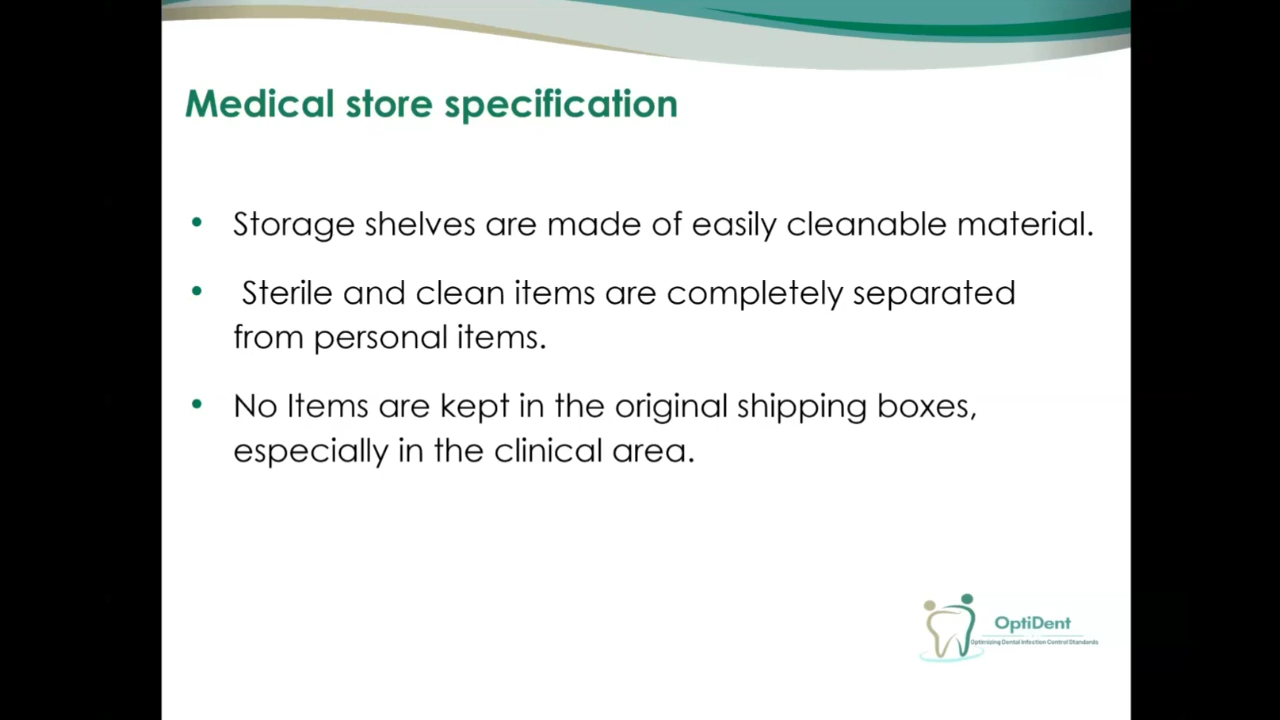 Medical store specification
• Storage shelves are made of easily cleanable material.
• Sterile and clean items are completely separated
from personal items.
• No Items are kept in the original shipping boxes,
especially in the clinical area.
OptiDent
Optimizing Dental Infection Control Standards